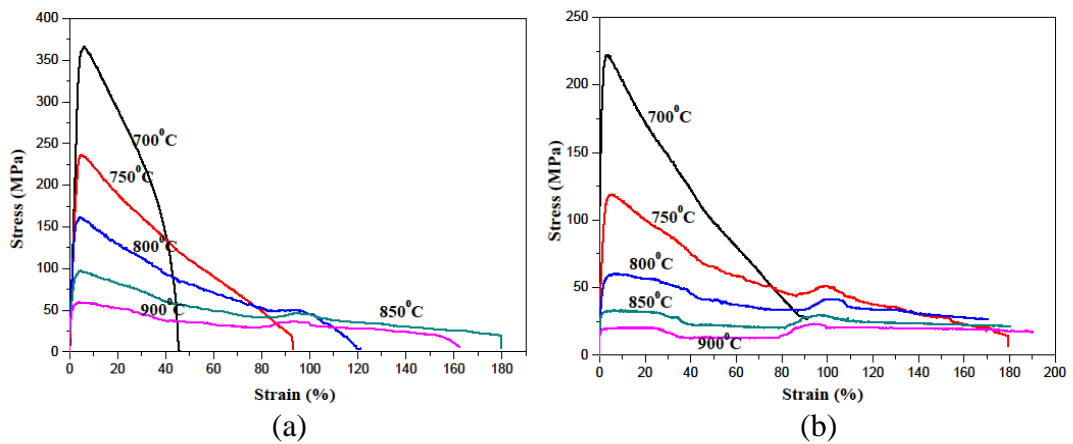 400
350
300
250
200
150
100
50
0
Stress (MPa)
700⁰C
750⁰C
800⁰C
850⁰C
900⁰C
0 20 40 60 80 100 120 140 160 180
Strain (%)
(a)
250
200
150
100
50
0
Stress (MPa)
700⁰C
750⁰C
800⁰C
850⁰C
900⁰C
0 20 40 60 80 100 120 140 160 180 200
Strain (%)
(b)